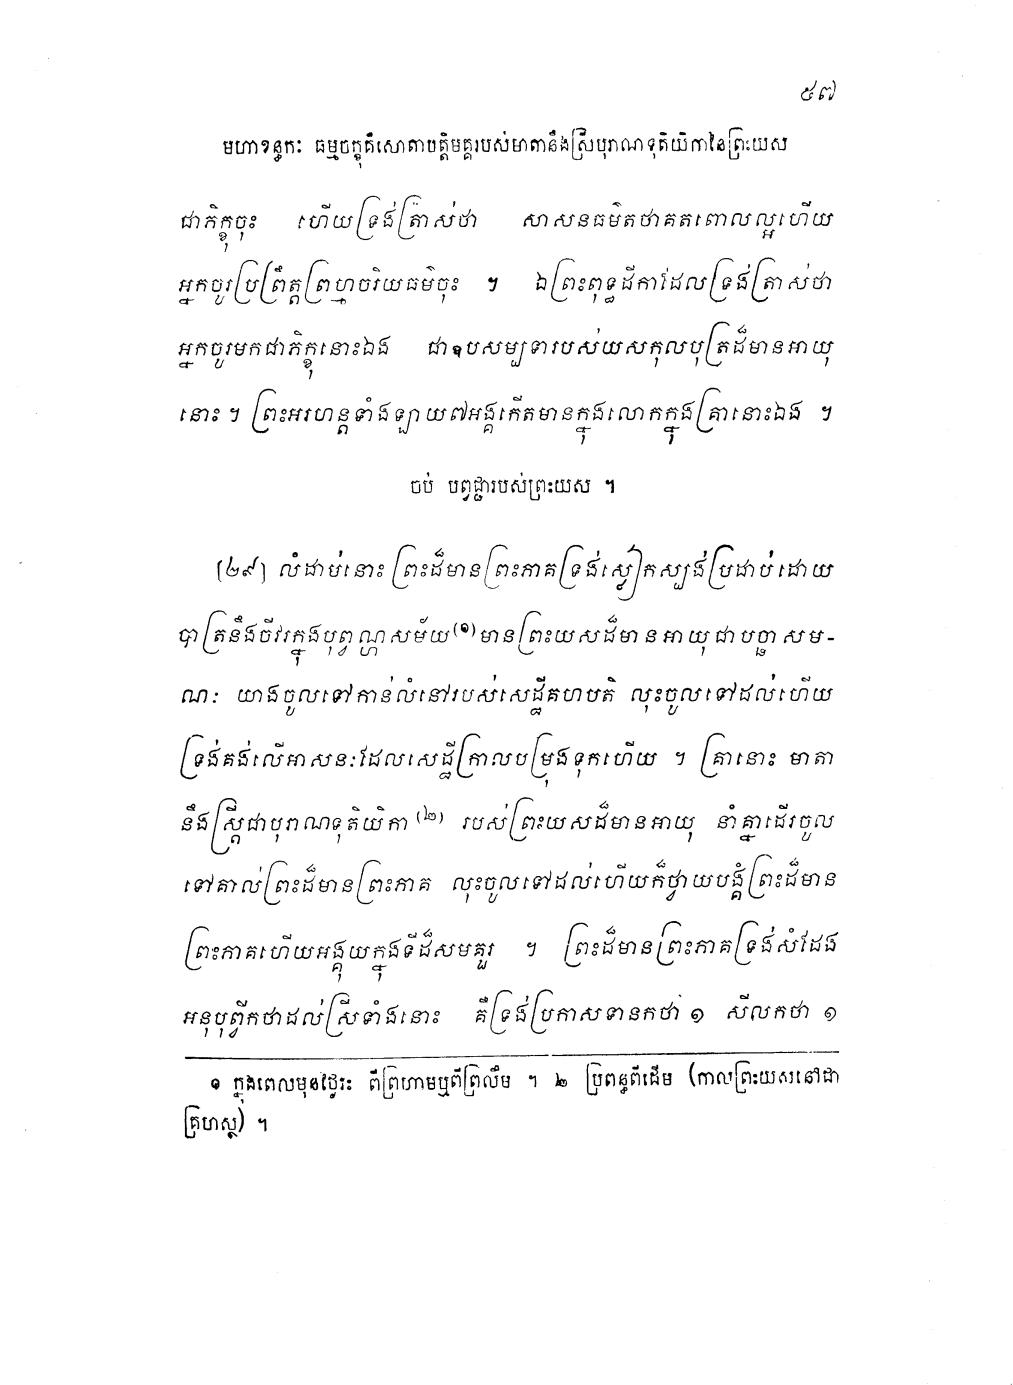 ៥៧
មហាខន្ធកៈ ធម្មចក្ខុគឺសោតាបត្តិមគ្គរបស់មាតានឹងស្រីបុរាណទុតិយិកានៃព្រះយស
ជាភិក្ខុចុះ ហើយទ្រង់ត្រាស់ថា សាសនធម៌តថាគតពោលល្អហើយ
អ្នកចូរប្រព្រឹត្តព្រហ្មចរិយធម៌ចុះ ។ ឯព្រះពុទ្ធដីកាដែលទ្រង់ត្រាស់ថា
អ្នកចូរមកជាភិក្ខុនោះឯង ជាឧបសម្បទារបស់យសកុលបុត្រដ៏មានអាយុ
នោះ ។ ព្រះអរហន្តទាំងឡាយ៧អង្គកើតមានក្នុងលោកក្នុងគ្រានោះឯង ។
ចប់ បព្វជ្ជារបស់ព្រះយស ។
(២៩) លំដាប់នោះ ព្រះដ៏មានព្រះភាគទ្រង់ស្លៀកស្បង់ប្រដាប់ដោយ
បាត្រនឹងចីវរក្នុងបុព្វណ្ហសម័យ(១)មានព្រះយសដ៏មានអាយុជាបច្ឆាសម-
ណៈ យាងចូលទៅកាន់លំនៅរបស់សេដ្ឋីគហបតិ លុះចូលទៅដល់ហើយ
ទ្រង់គង់លើអាសនៈដែលសេដ្ឋីក្រាលបម្រុងទុកហើយ ។ គ្រានោះ មាតា
នឹងស្ត្រីជាបុរាណទុតិយិកា(២) របស់ព្រះយសដ៏មានអាយុ នាំគ្នាដើរចូល
ទៅគាល់ព្រះដ៏មានព្រះភាគ លុះចូលទៅដល់ហើយក៏ថ្វាយបង្គំព្រះដ៏មាន
ព្រះភាគហើយអង្គុយក្នុងទីដ៏សមគួរ ។ ព្រះដ៏មានព្រះភាគទ្រង់សំដែង
អនុបុព្វីកថាដល់ស្រីទាំងនោះ គឺទ្រង់ប្រកាសទានកថា ១ សីលកថា ១
១ ក្នុងពេលមុនថ្ងៃរះ ពីព្រហាមឬពីព្រលឹម ។ ២ ប្រពន្ធពីដើម (កាលព្រះយសនៅជា
គ្រហស្ថ) ។